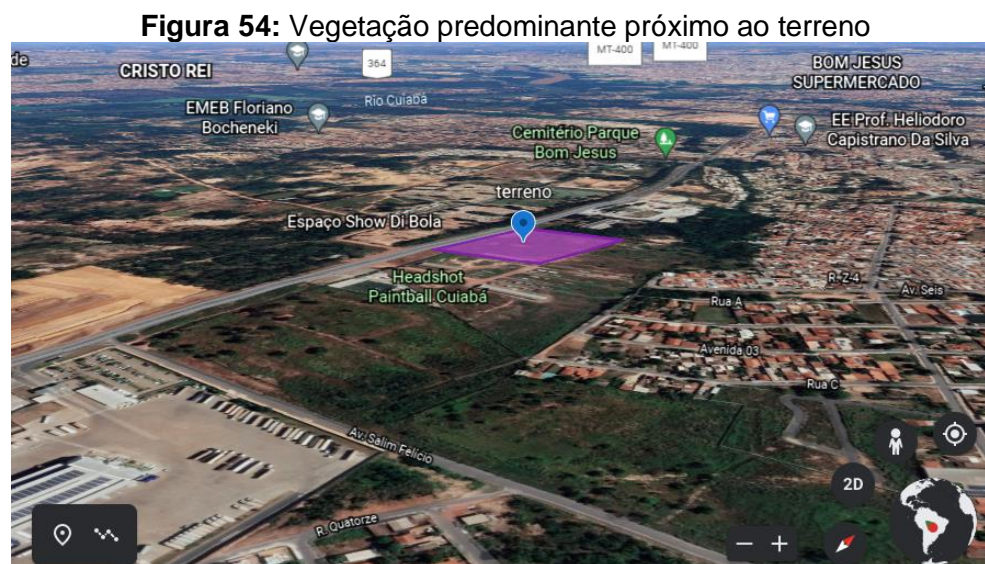 Figura 54: Vegetação predominante próximo ao terreno
de
CRISTO REI
364
MT-400
MT-400
BOM JESUS
SUPERMERCADO
EMEB Floriano
Bocheneki
Rio Cuiabá
Cemitério Parque
Bom Jesus
EE Prof. Heliodoro
Capistrano Da Silva
terreno
Espaço Show Di Bola
Headshot
Paintball Cuiabá
R. Z-4
Av. Seis
Rua A
Avenida 03
Rua C
Av. Salim Felício
R. Quatorze
2D